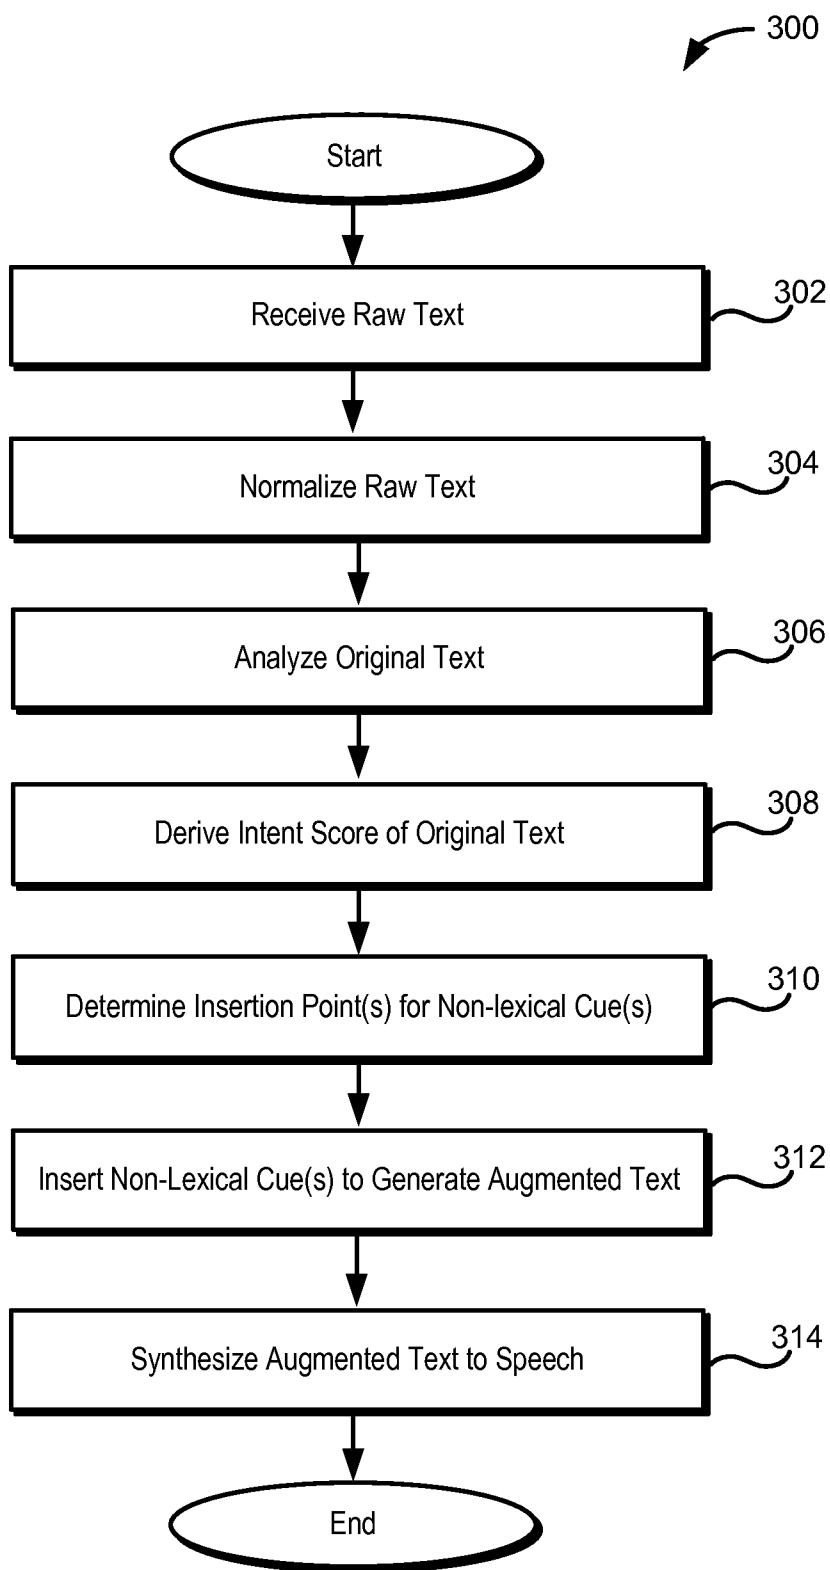 300
Start
Receive Raw Text
302
Normalize Raw Text
304
Analyze Original Text
306
Derive Intent Score of Original Text
308
Determine Insertion Point(s) for Non-lexical Cue(s)
310
Insert Non-Lexical Cue(s) to Generate Augmented Text
312
Synthesize Augmented Text to Speech
314
End